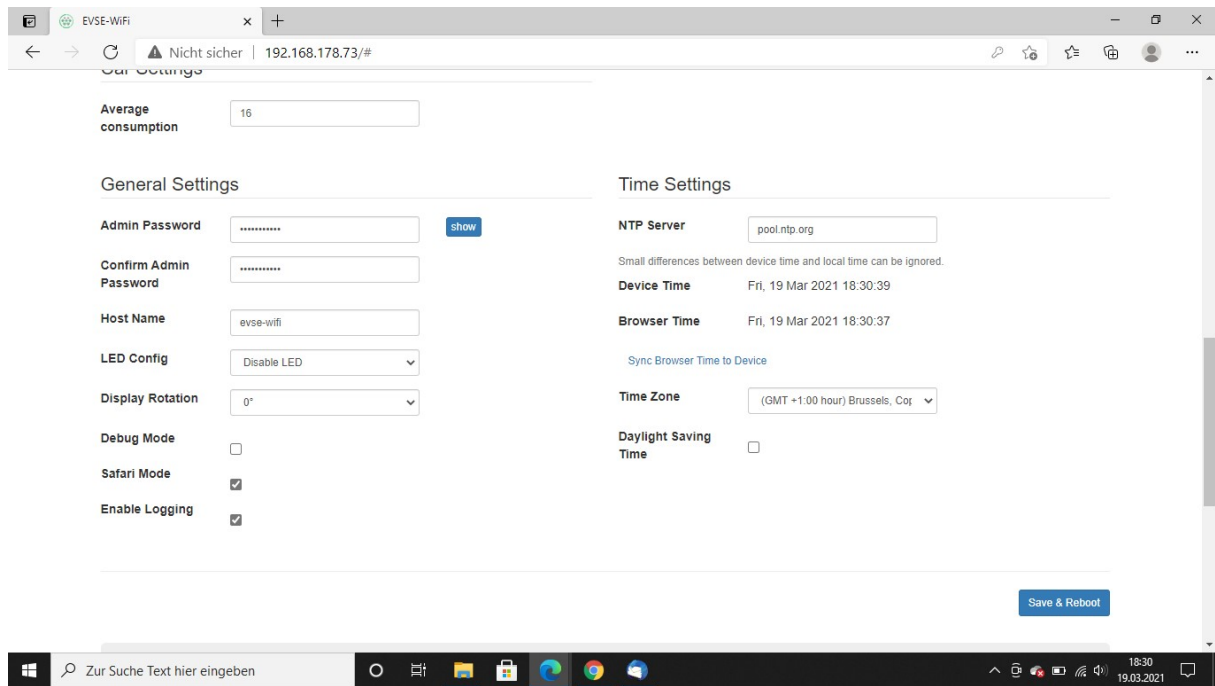 EVSE-WiFi
Nicht sicher | 192.168.178.73/#
Car Settings
Average
consumption
16
General Settings
Admin Password
•••••••••••
show
Confirm Admin
Password
•••••••••••
Host Name
evse-wifi
LED Config
Disable LED
Display Rotation
0°
Debug Mode
Safari Mode
Enable Logging
Time Settings
NTP Server
pool.ntp.org
Small differences between device time and local time can be ignored.
Device Time
Fri, 19 Mar 2021 18:30:39
Browser Time
Fri, 19 Mar 2021 18:30:37
Sync Browser Time to Device
Time Zone
(GMT +1:00 hour) Brussels, Cop
Daylight Saving
Time
Save & Reboot
Zur Suche Text hier eingeben
18:30
19.03.2021